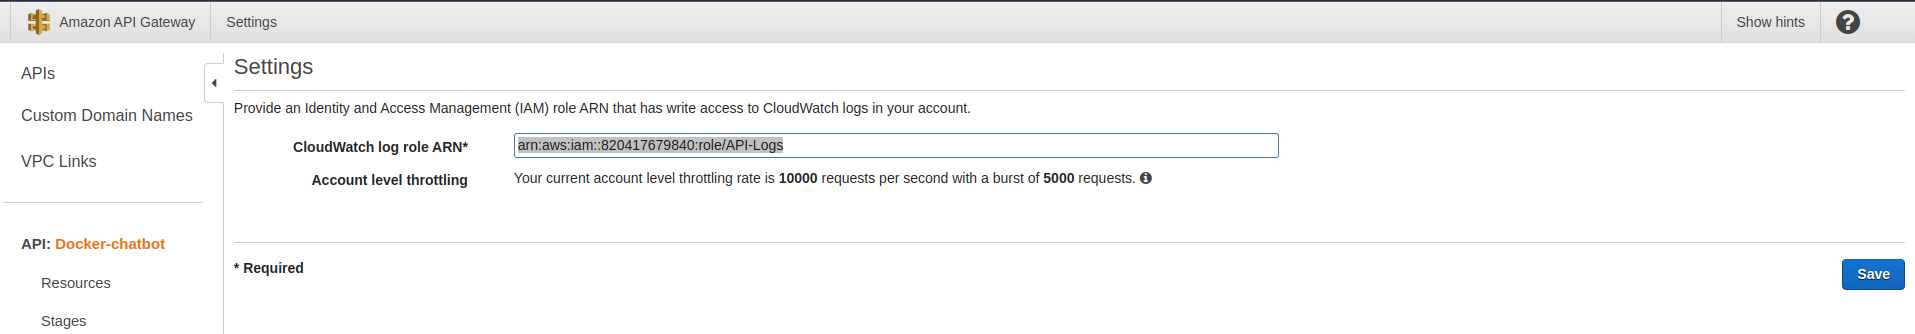 Amazon API Gateway
Settings
Show hints
?
APIs
Custom Domain Names
VPC Links
API: Docker-chatbot
Resources
Stages
Settings
Provide an Identity and Access Management (IAM) role ARN that has write access to CloudWatch logs in your account.
CloudWatch log role ARN* arn:aws:iam::820417679840:role/API-Logs
Account level throttling Your current account level throttling rate is 10000 requests per second with a burst of 5000 requests.
* Required
Save